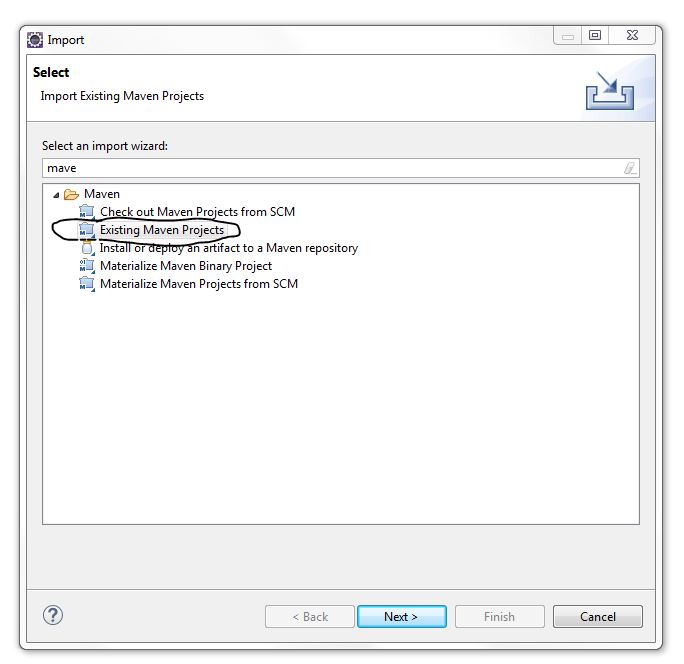 Import
Select
Import Existing Maven Projects
Select an import wizard:
mave
Maven
Check out Maven Projects from SCM
Existing Maven Projects
Install or deploy an artifact to a Maven repository
Materialize Maven Binary Project
Materialize Maven Projects from SCM
? < Back Next > Finish Cancel